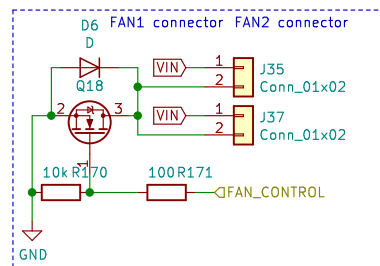 FAN1 connector FAN2 connector
D6
D
VIN
1
2
J35
Conn_01x02
Q18
2
3
VIN
1
2
J37
Conn_01x02
1
10k R170
100 R171
FAN_CONTROL
GND